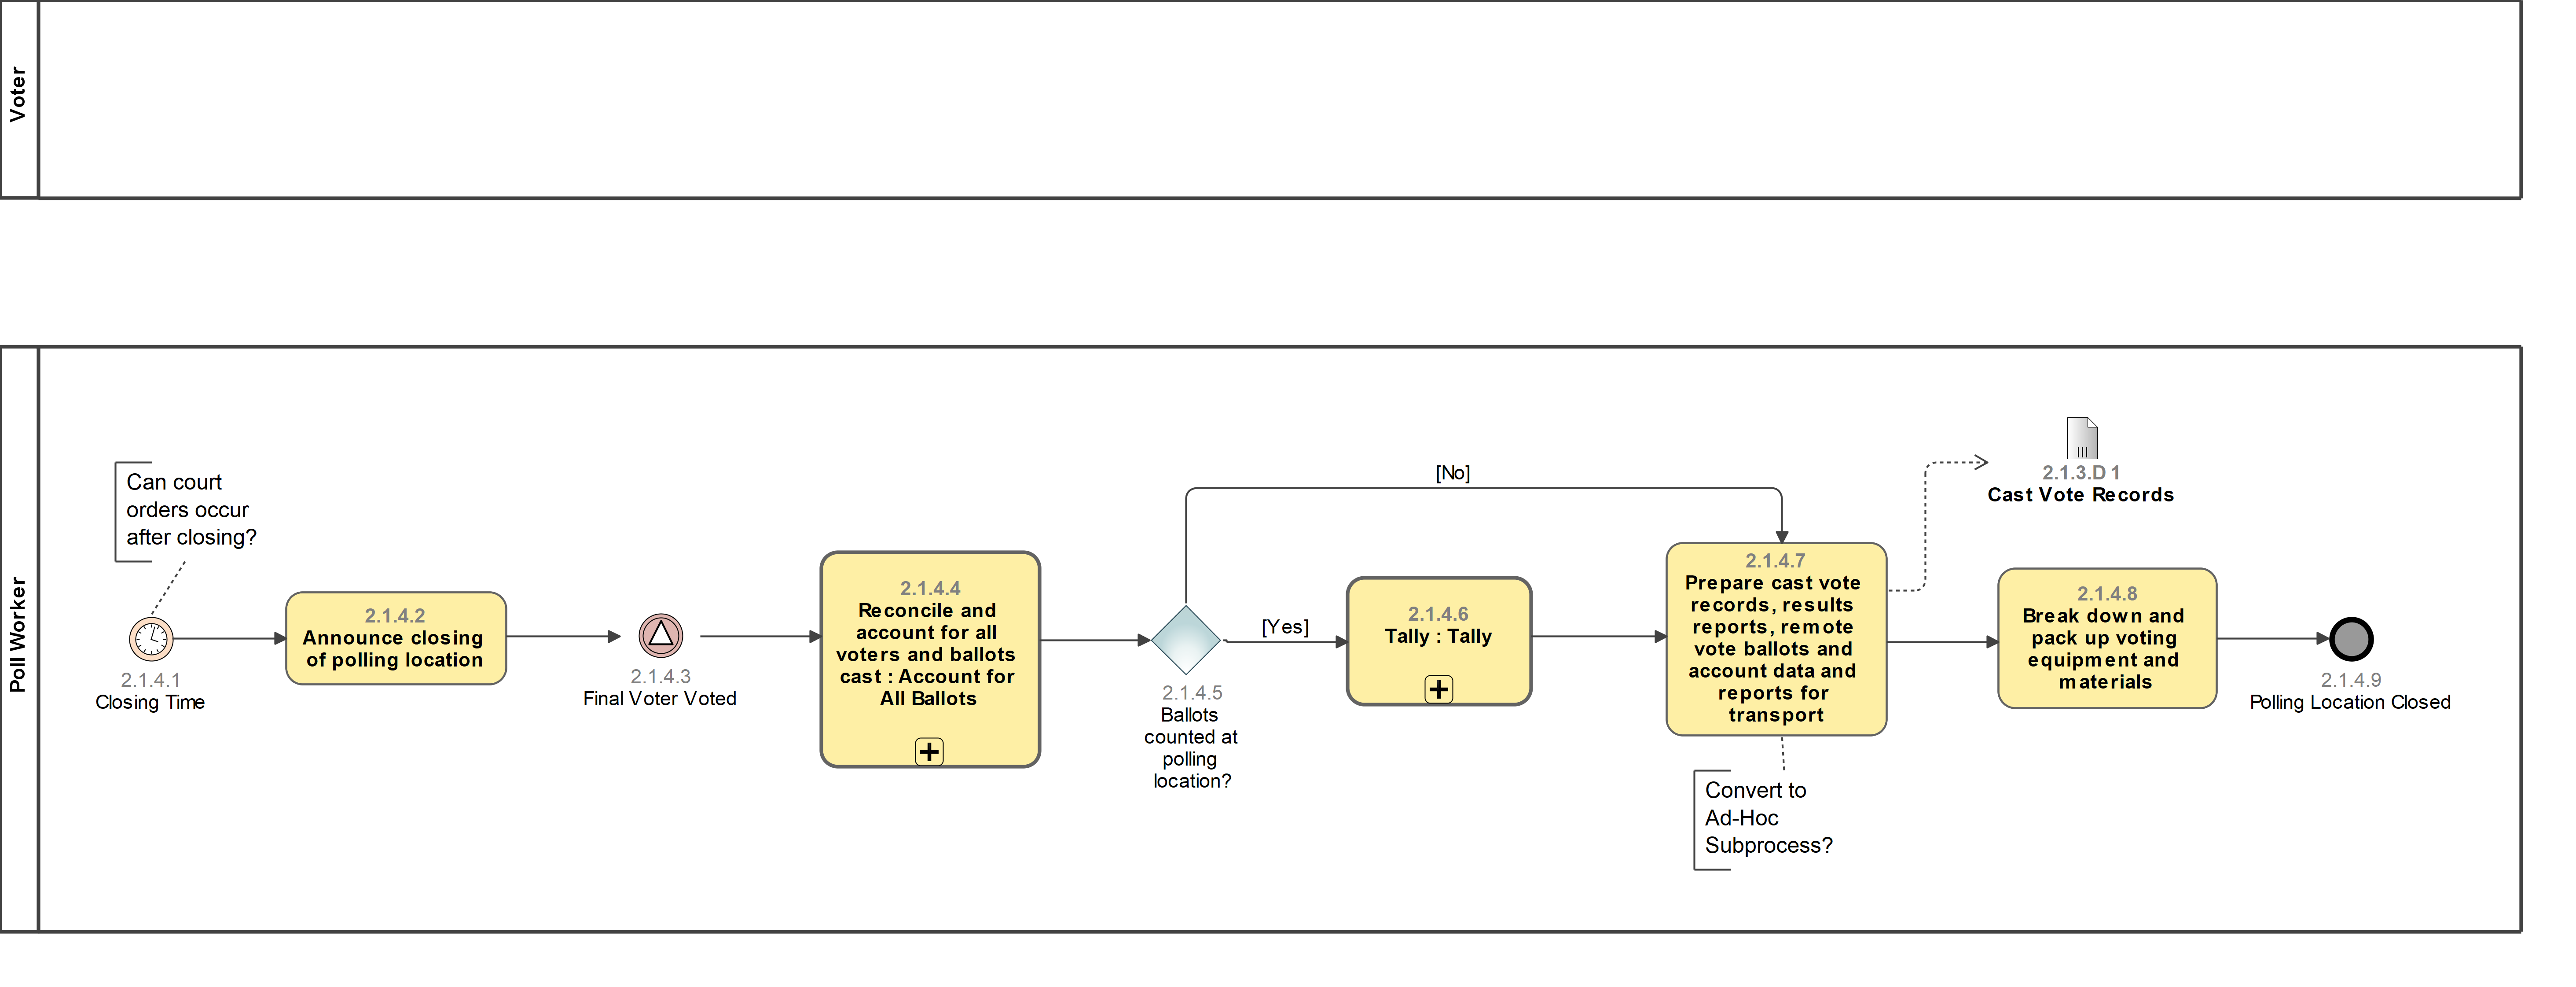 Voter
Poll Worker
Can court
orders occur
after closing?
2.1.4.1
Closing Time
2.1.4.2
Announce closing
of polling location
2.1.4.3
Final Voter Voted
2.1.4.4
Reconcile and
account for all
voters and ballots
cast : Account for
All Ballots
2.1.4.5
Ballots
counted at
polling
location?
[No]
[Yes]
2.1.4.6
Tally : Tally
2.1.4.7
Prepare cast vote
records, results
reports, remote
vote ballots and
account data and
reports for
transport
Convert to
Ad-Hoc
Subprocess?
2.1.3.D 1
Cast Vote Records
2.1.4.8
Break down and
pack up voting
equipment and
materials
2.1.4.9
Polling Location Closed